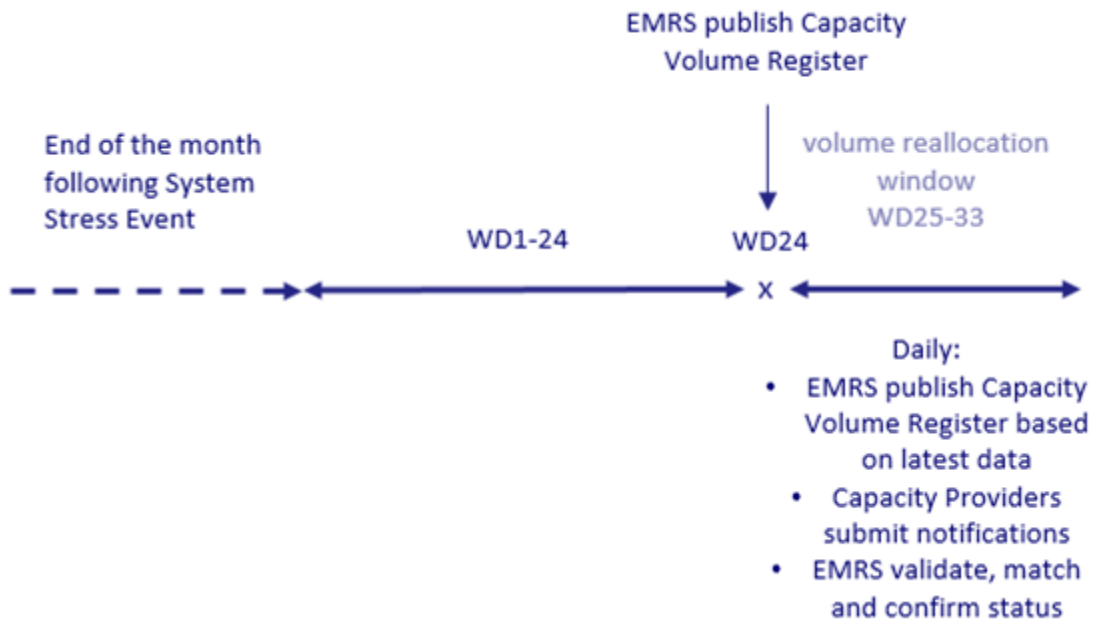 EMRS publish Capacity
Volume Register
End of the month
following System
Stress Event
volume reallocation
window
WD25-33
WD1-24
WD24
x
Daily:
• EMRS publish Capacity
Volume Register based
on latest data
• Capacity Providers
submit notifications
• EMRS validate, match
and confirm status